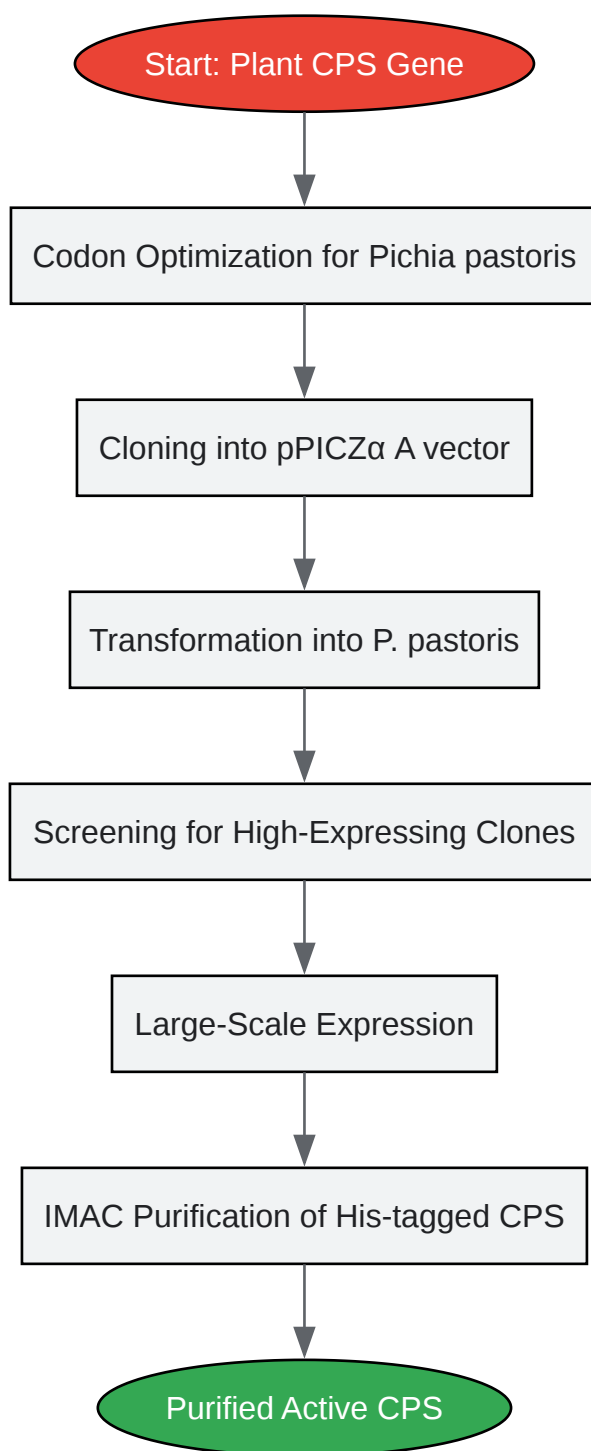 Start: Plant CPS Gene
Codon Optimization for Pichia pastoris
Cloning into pPICZα A vector
Transformation into P. pastoris
Screening for High-Expressing Clones
Large-Scale Expression
IMAC Purification of His-tagged CPS
Purified Active CPS